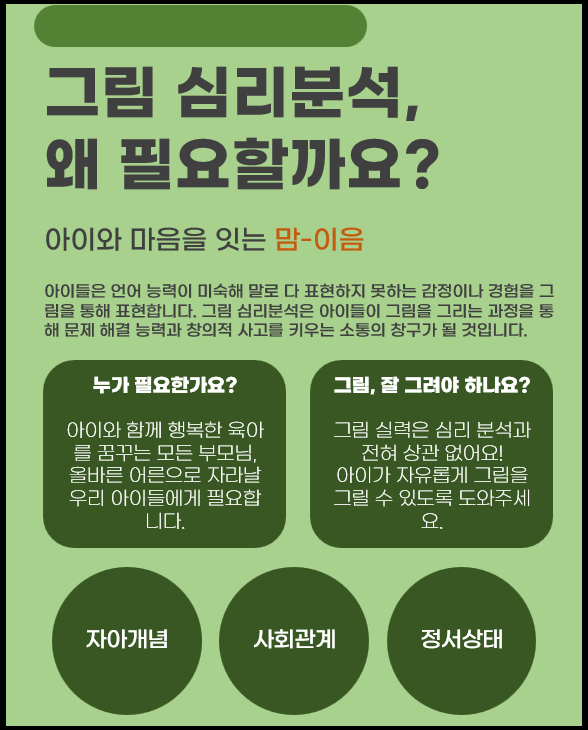 그림 심리분석,
왜 필요할까요?
아이와 마음을 잇는 맘-이음
아이들은 언어 능력이 미숙해 말로 다 표현하지 못하는 감정이나 경험을 그
림을 통해 표현합니다. 그림 심리분석은 아이들이 그림을 그리는 과정을 통
해 문제 해결 능력과 창의적 사고를 키우는 소통의 창구가 될 것입니다.
누가 필요한가요?
아이와 함께 행복한 육아
를 꿈꾸는 모든 부모님,
올바른 어른으로 자라날
우리 아이들에게 필요합
니다.
그림, 잘 그려야 하나요?
그림 실력은 심리 분석과
전혀 상관 없어요!
아이가 자유롭게 그림을
그릴 수 있도록 도와주세
요.
자아개념
사회관계
정서상태